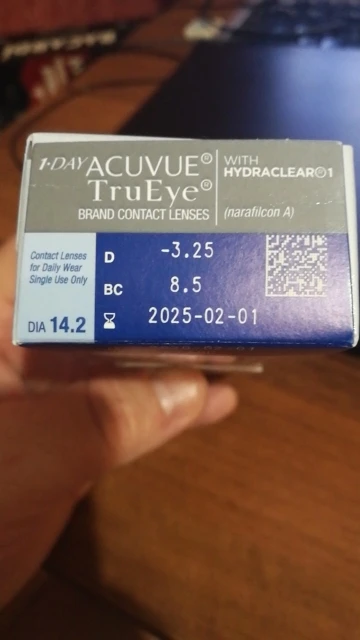 1·DAY ACUVUE® WITH
TruEye® HYDRACLEAR®1
BRAND CONTACT LENSES (narafilcon A)
Contact Lenses
for Daily Wear
Single Use Only
DIA 14.2
D -3.25
BC 8.5
2025-02-01